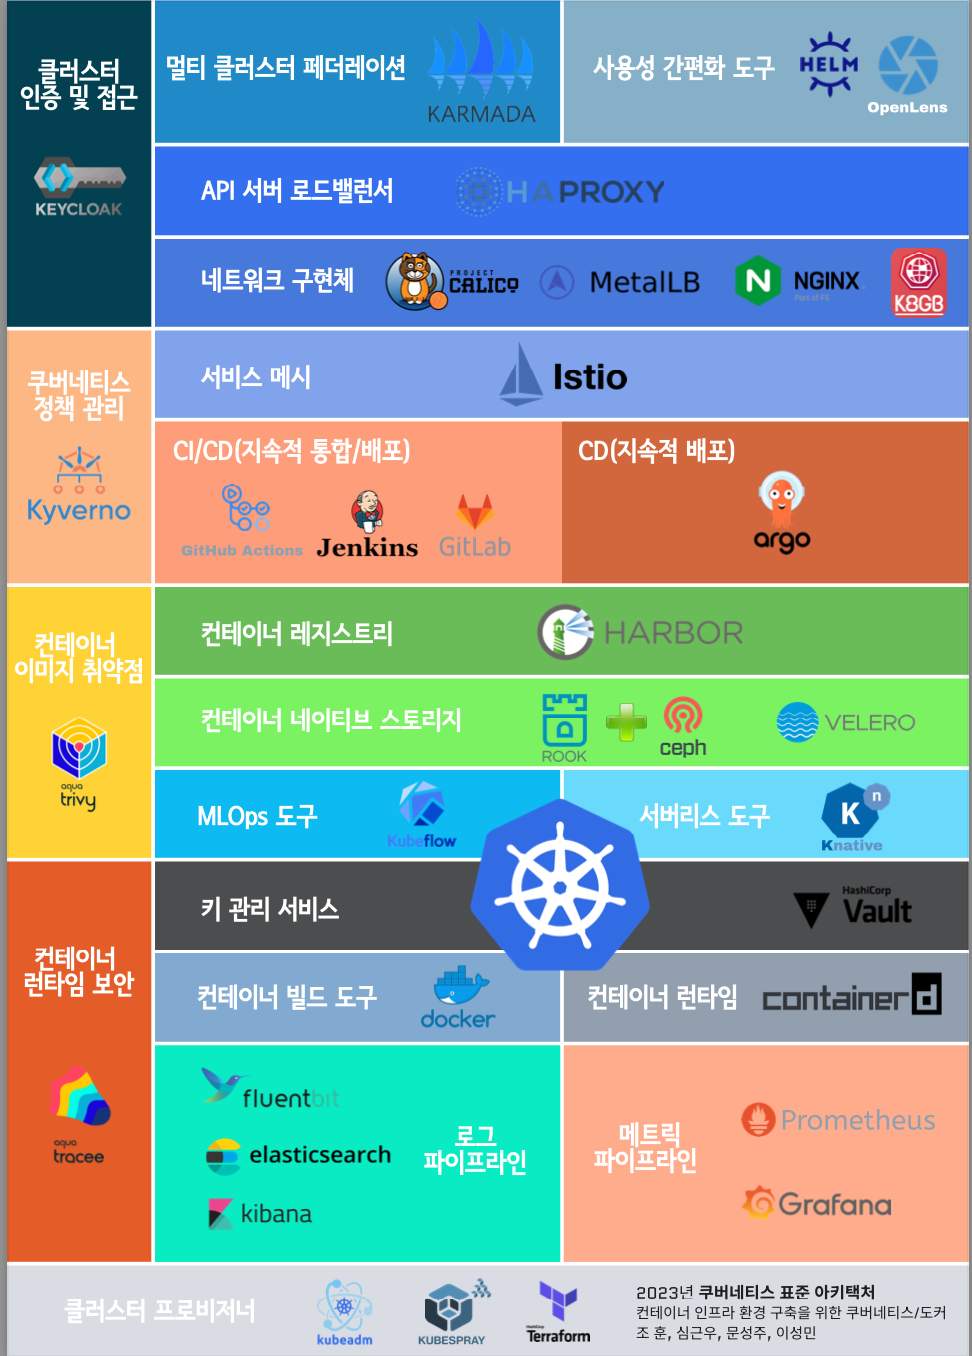 클러스터
인증 및 접근
KEYCLOAK
멀티 클러스터 페더레이션
KARMADA
사용성 간편화 도구
HELM
OpenLens
API 서버 로드밸런서
HAPROXY
네트워크 구현체
PROJECT
CALICO
MetalLB
NGINX
Part of F5
K8GB
쿠버네티스
정책 관리
Kyverno
서비스 메시
Istio
CI/CD(지속적 통합/배포)
GitHub Actions
Jenkins
GitLab
CD(지속적 배포)
argo
컨테이너
이미지 취약점
aqua
trivy
컨테이너 레지스트리
HARBOR
컨테이너 네이티브 스토리지
ROOK
ceph
VELERO
MLOps 도구
Kubeflow
서버리스 도구
K n
Knative
컨테이너
런타임 보안
aqua
tracee
키 관리 서비스
HashiCorp
Vault
컨테이너 빌드 도구
docker
컨테이너 런타임
containerd
fluentbit
elasticsearch
kibana
로그
파이프라인
메트릭
파이프라인
Prometheus
Grafana
클러스터 프로비저너
kubeadm
KUBESPRAY
HashiCorp
Terraform
2023년 쿠버네티스 표준 아키택처
컨테이너 인프라 환경 구축을 위한 쿠버네티스/도커
조 훈, 심근우, 문성주, 이성민